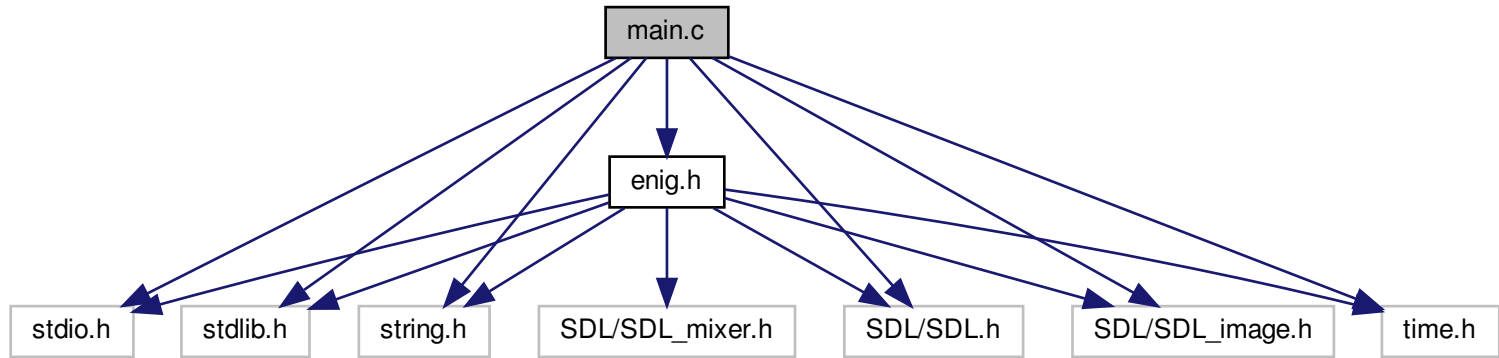 main.c
enig.h
stdio.h
stdlib.h
string.h
SDL/SDL_mixer.h
SDL/SDL.h
SDL/SDL_image.h
time.h